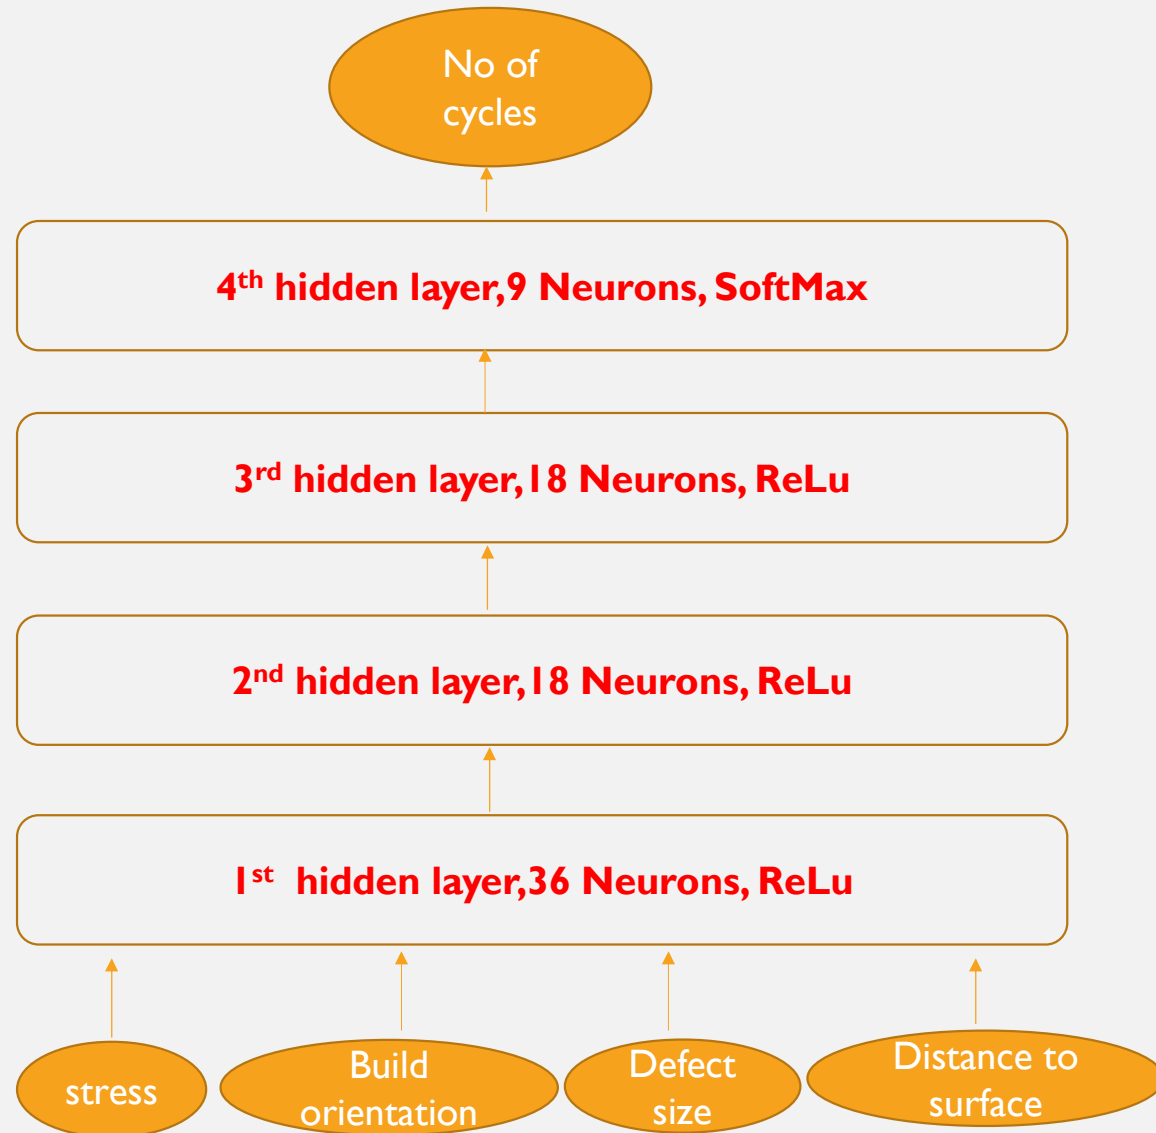 No of
cycles
4th hidden layer,9 Neurons, SoftMax
3rd hidden layer,18 Neurons, ReLu
2nd hidden layer,18 Neurons, ReLu
1st hidden layer,36 Neurons, ReLu
stress
Build
orientation
Defect
size
Distance to
surface